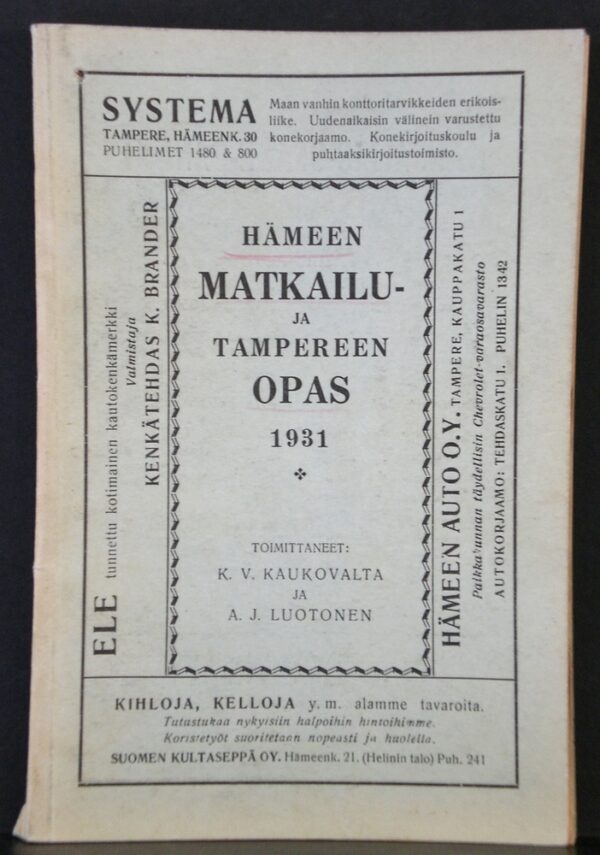 SYSTEMA
TAMPERE, HÄMEENK. 30
PUHELIMET 1480 & 800
Maan vanhin konttoritarvikkeiden erikois-
liike. Uudenaikaisin välinein varustettu
konekorjaamo. Konekirjoituskoulu ja
puhtaaksikirjoitustoimisto.
ELE tunnettu kotimainen kautokenkämerkki
Valmistaja
KENKÄTEHDAS K. BRANDER
HÄMEEN
MATKAILU-
JA
TAMPEREEN
OPAS
1931
TOIMITTANEET:
K. V. KAUKOVALTA
JA
A. J. LUOTONEN
HÄMEEN AUTO O.Y. TAMPERE, KAUPPAKATU 1
Paikkakunnan täydellisin Chevrolet-varaosavarasto
AUTOKORJAAMO: TEHDASKATU 1. PUHELIN 1342
KIHLOJA, KELLOJA y. m. alamme tavaroita.
Tutustukaa nykyisiin halpoihin hintoihimme.
Koristetyöt suoritetaan nopeasti ja huolella.
SUOMEN KULTASEPPÄ OY. Hämeenk. 21. (Helinin talo) Puh. 241